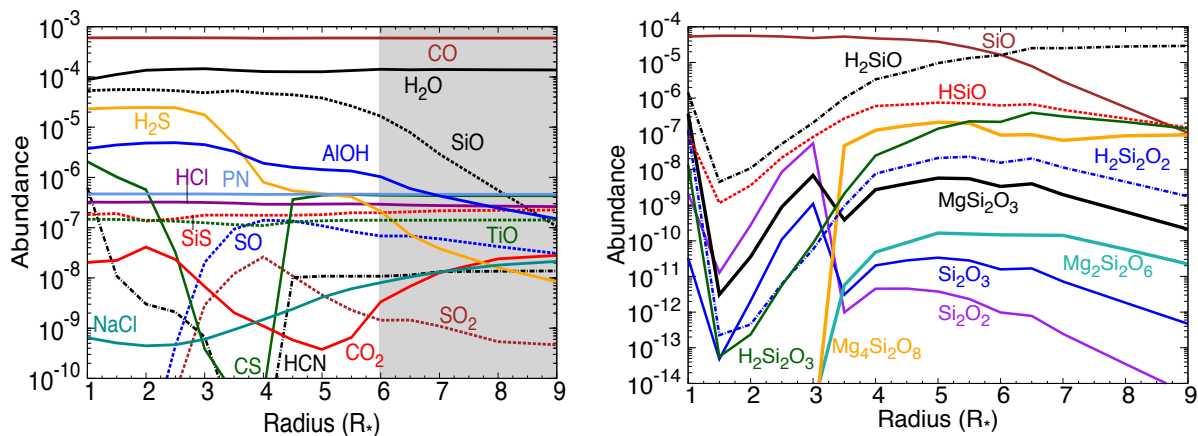 10⁻³
10⁻⁴
10⁻⁵
10⁻⁶
10⁻⁷
10⁻⁸
10⁻⁹
10⁻¹⁰
Abundance
1 2 3 4 5 6 7 8 9
Radius (R*)
CO
H₂O
H₂S
SiO
AlOH
HCl
PN
SiS
SO
TiO
NaCl
SO₂
CS
HCN
CO₂
10⁻⁴
10⁻⁵
10⁻⁶
10⁻⁷
10⁻⁸
10⁻⁹
10⁻¹⁰
10⁻¹¹
10⁻¹²
10⁻¹³
10⁻¹⁴
Abundance
1 2 3 4 5 6 7 8 9
Radius (R*)
SiO
H₂SiO
HSiO
H₂Si₂O₂
MgSi₂O₃
Mg₂Si₂O₆
Si₂O₃
Si₂O₂
H₂Si₂O₃
Mg₄Si₂O₈